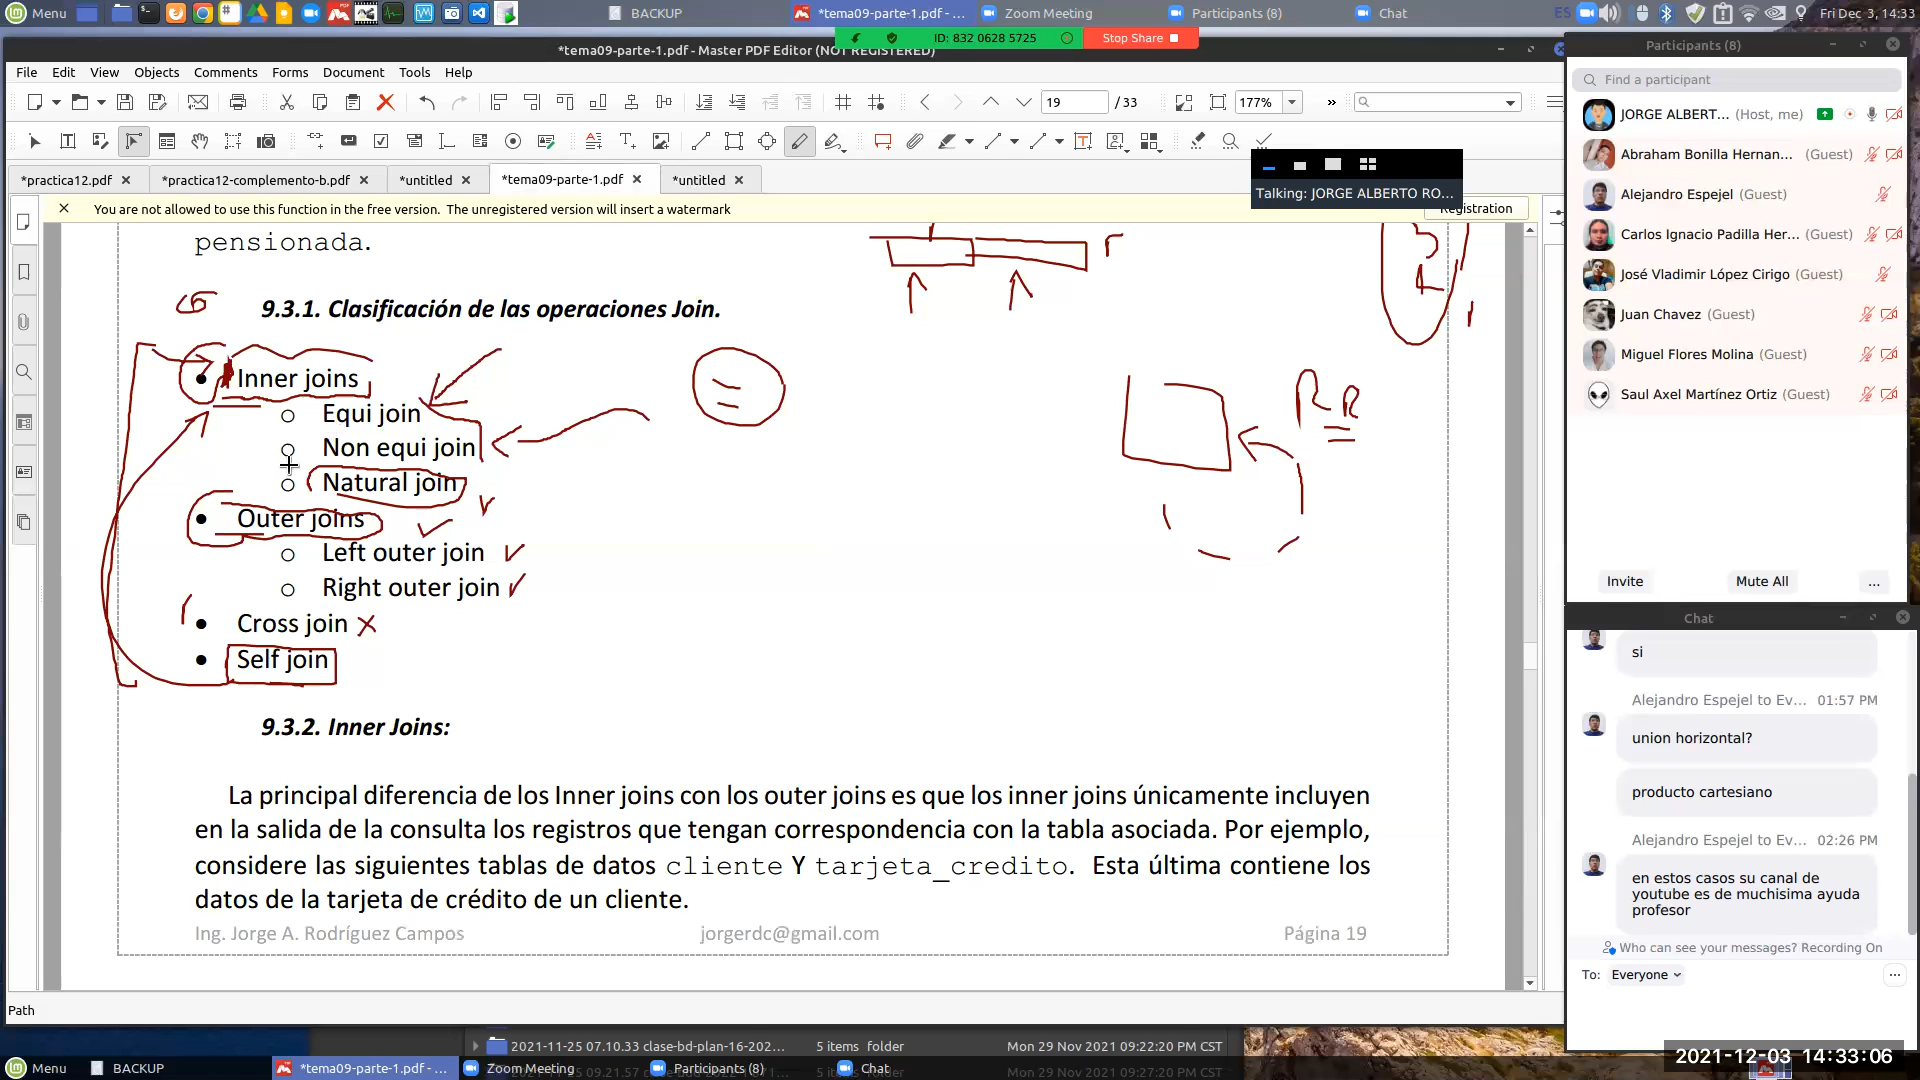 Menu
BACKUP
*tema09-parte-1.pdf - ...
Zoom Meeting
Participants (8)
Chat
ES
Fri Dec 3, 14:33
ID: 832 0628 5725
Stop Share
*tema09-parte-1.pdf - Master PDF Editor (NOT REGISTERED)
File Edit View Objects Comments Forms Document Tools Help
19 / 33
177%
*practica12.pdf
*practica12-complemento-b.pdf
*untitled
*tema09-parte-1.pdf
*untitled
Talking: JORGE ALBERTO RO...
You are not allowed to use this function in the free version. The unregistered version will insert a watermark
Registration
pensionada.
9.3.1. Clasificación de las operaciones Join.
Inner joins
Equi join
Non equi join
Natural join
Outer joins
Left outer join
Right outer join
Cross join
Self join
9.3.2. Inner Joins:
La principal diferencia de los Inner joins con los outer joins es que los inner joins únicamente incluyen
en la salida de la consulta los registros que tengan correspondencia con la tabla asociada. Por ejemplo,
considere las siguientes tablas de datos cliente Y tarjeta_credito. Esta última contiene los
datos de la tarjeta de crédito de un cliente.
Ing. Jorge A. Rodríguez Campos
jorgerdc@gmail.com
Página 19
Path
Participants (8)
Find a participant
JORGE ALBERT... (Host, me)
Abraham Bonilla Hernan... (Guest)
Alejandro Espejel (Guest)
Carlos Ignacio Padilla Her... (Guest)
José Vladimir López Cirigo (Guest)
Juan Chavez (Guest)
Miguel Flores Molina (Guest)
Saul Axel Martínez Ortiz (Guest)
Invite
Mute All
...
Chat
si
Alejandro Espejel to Ev... 01:57 PM
union horizontal?
producto cartesiano
Alejandro Espejel to Ev... 02:26 PM
en estos casos su canal de
youtube es de muchisima ayuda
profesor
Who can see your messages? Recording On
To: Everyone
2021-11-25 07.10.33 clase-bd-plan-16-202... 5 items folder Mon 29 Nov 2021 09:22:20 PM CST
Menu
BACKUP
*tema09-parte-1.pdf - ...
Zoom Meeting
Participants (8)
Chat
2021-12-03 14:33:06